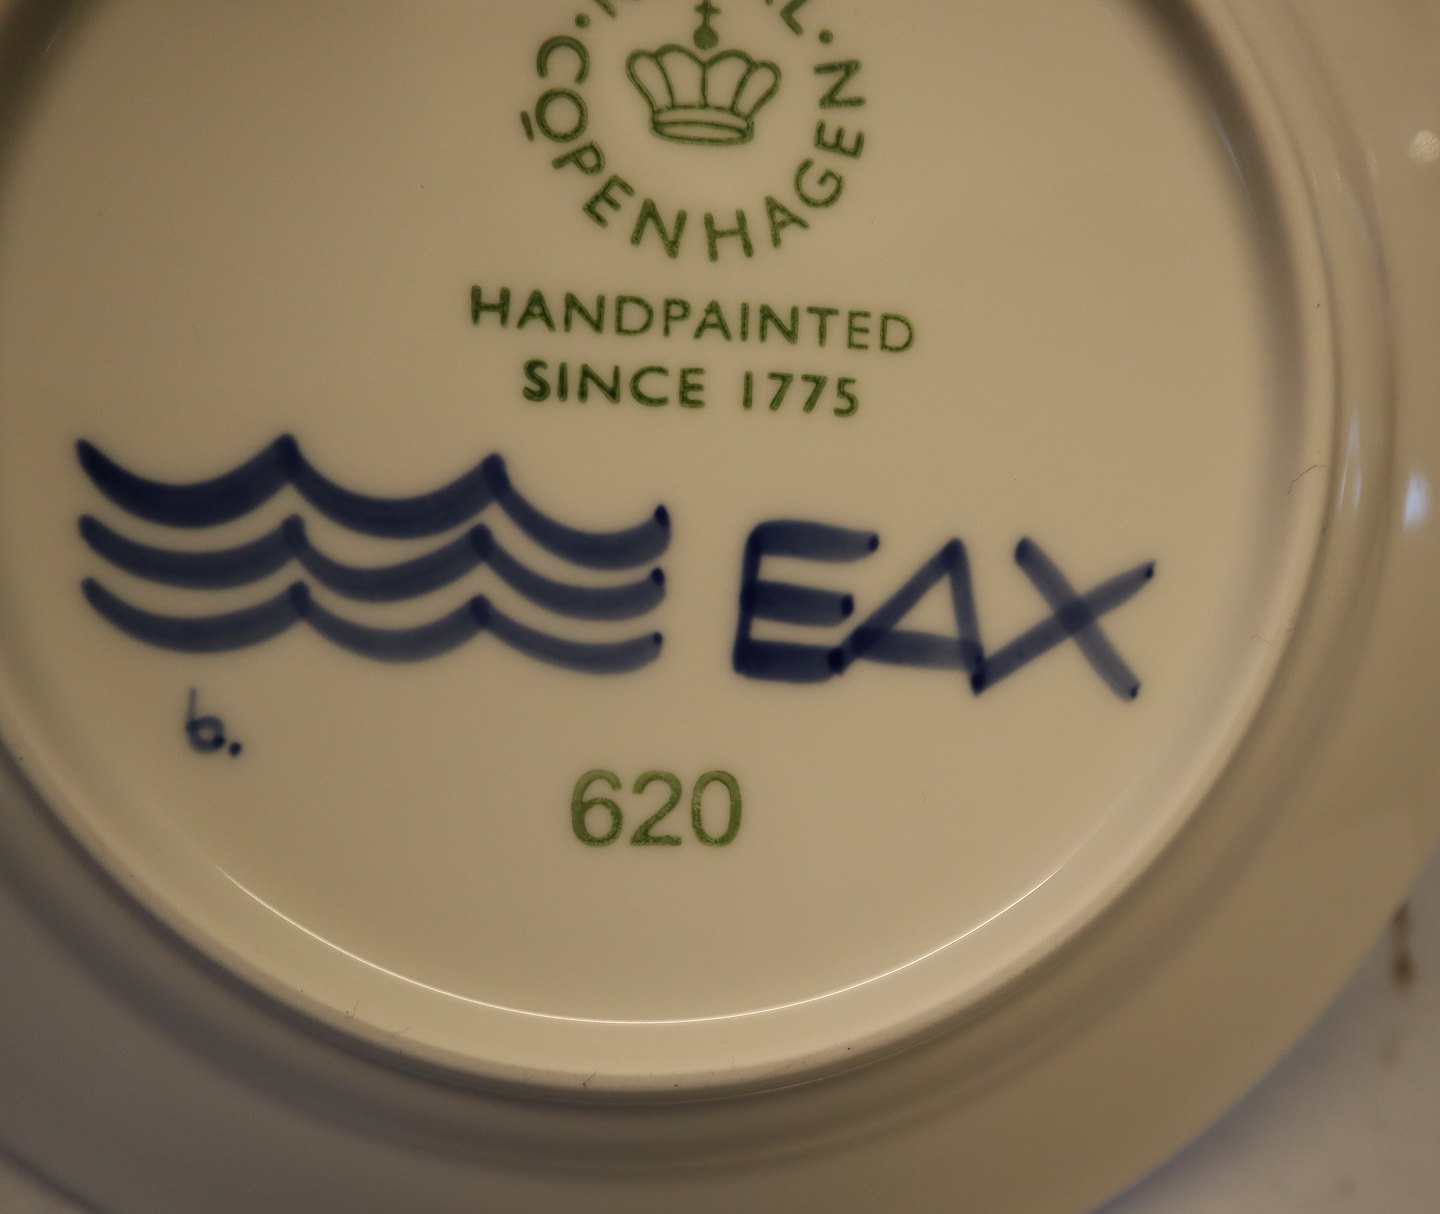 COPENHAGEN
HANDPAINTED
SINCE 1775
EAX
b.
620